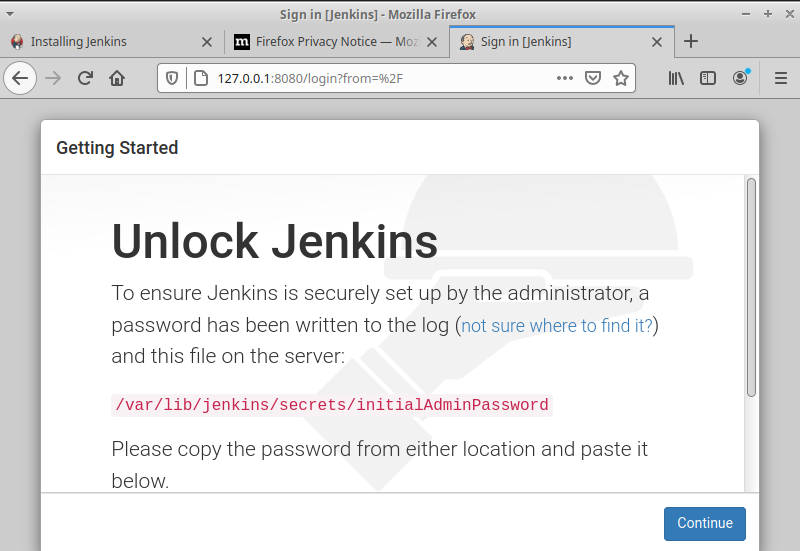 Sign in [Jenkins] - Mozilla Firefox
Installing Jenkins
Firefox Privacy Notice — Moz
Sign in [Jenkins]
127.0.0.1:8080/login?from=%2F
Getting Started
Unlock Jenkins
To ensure Jenkins is securely set up by the administrator, a
password has been written to the log (not sure where to find it?)
and this file on the server:
/var/lib/jenkins/secrets/initialAdminPassword
Please copy the password from either location and paste it
below.
Continue